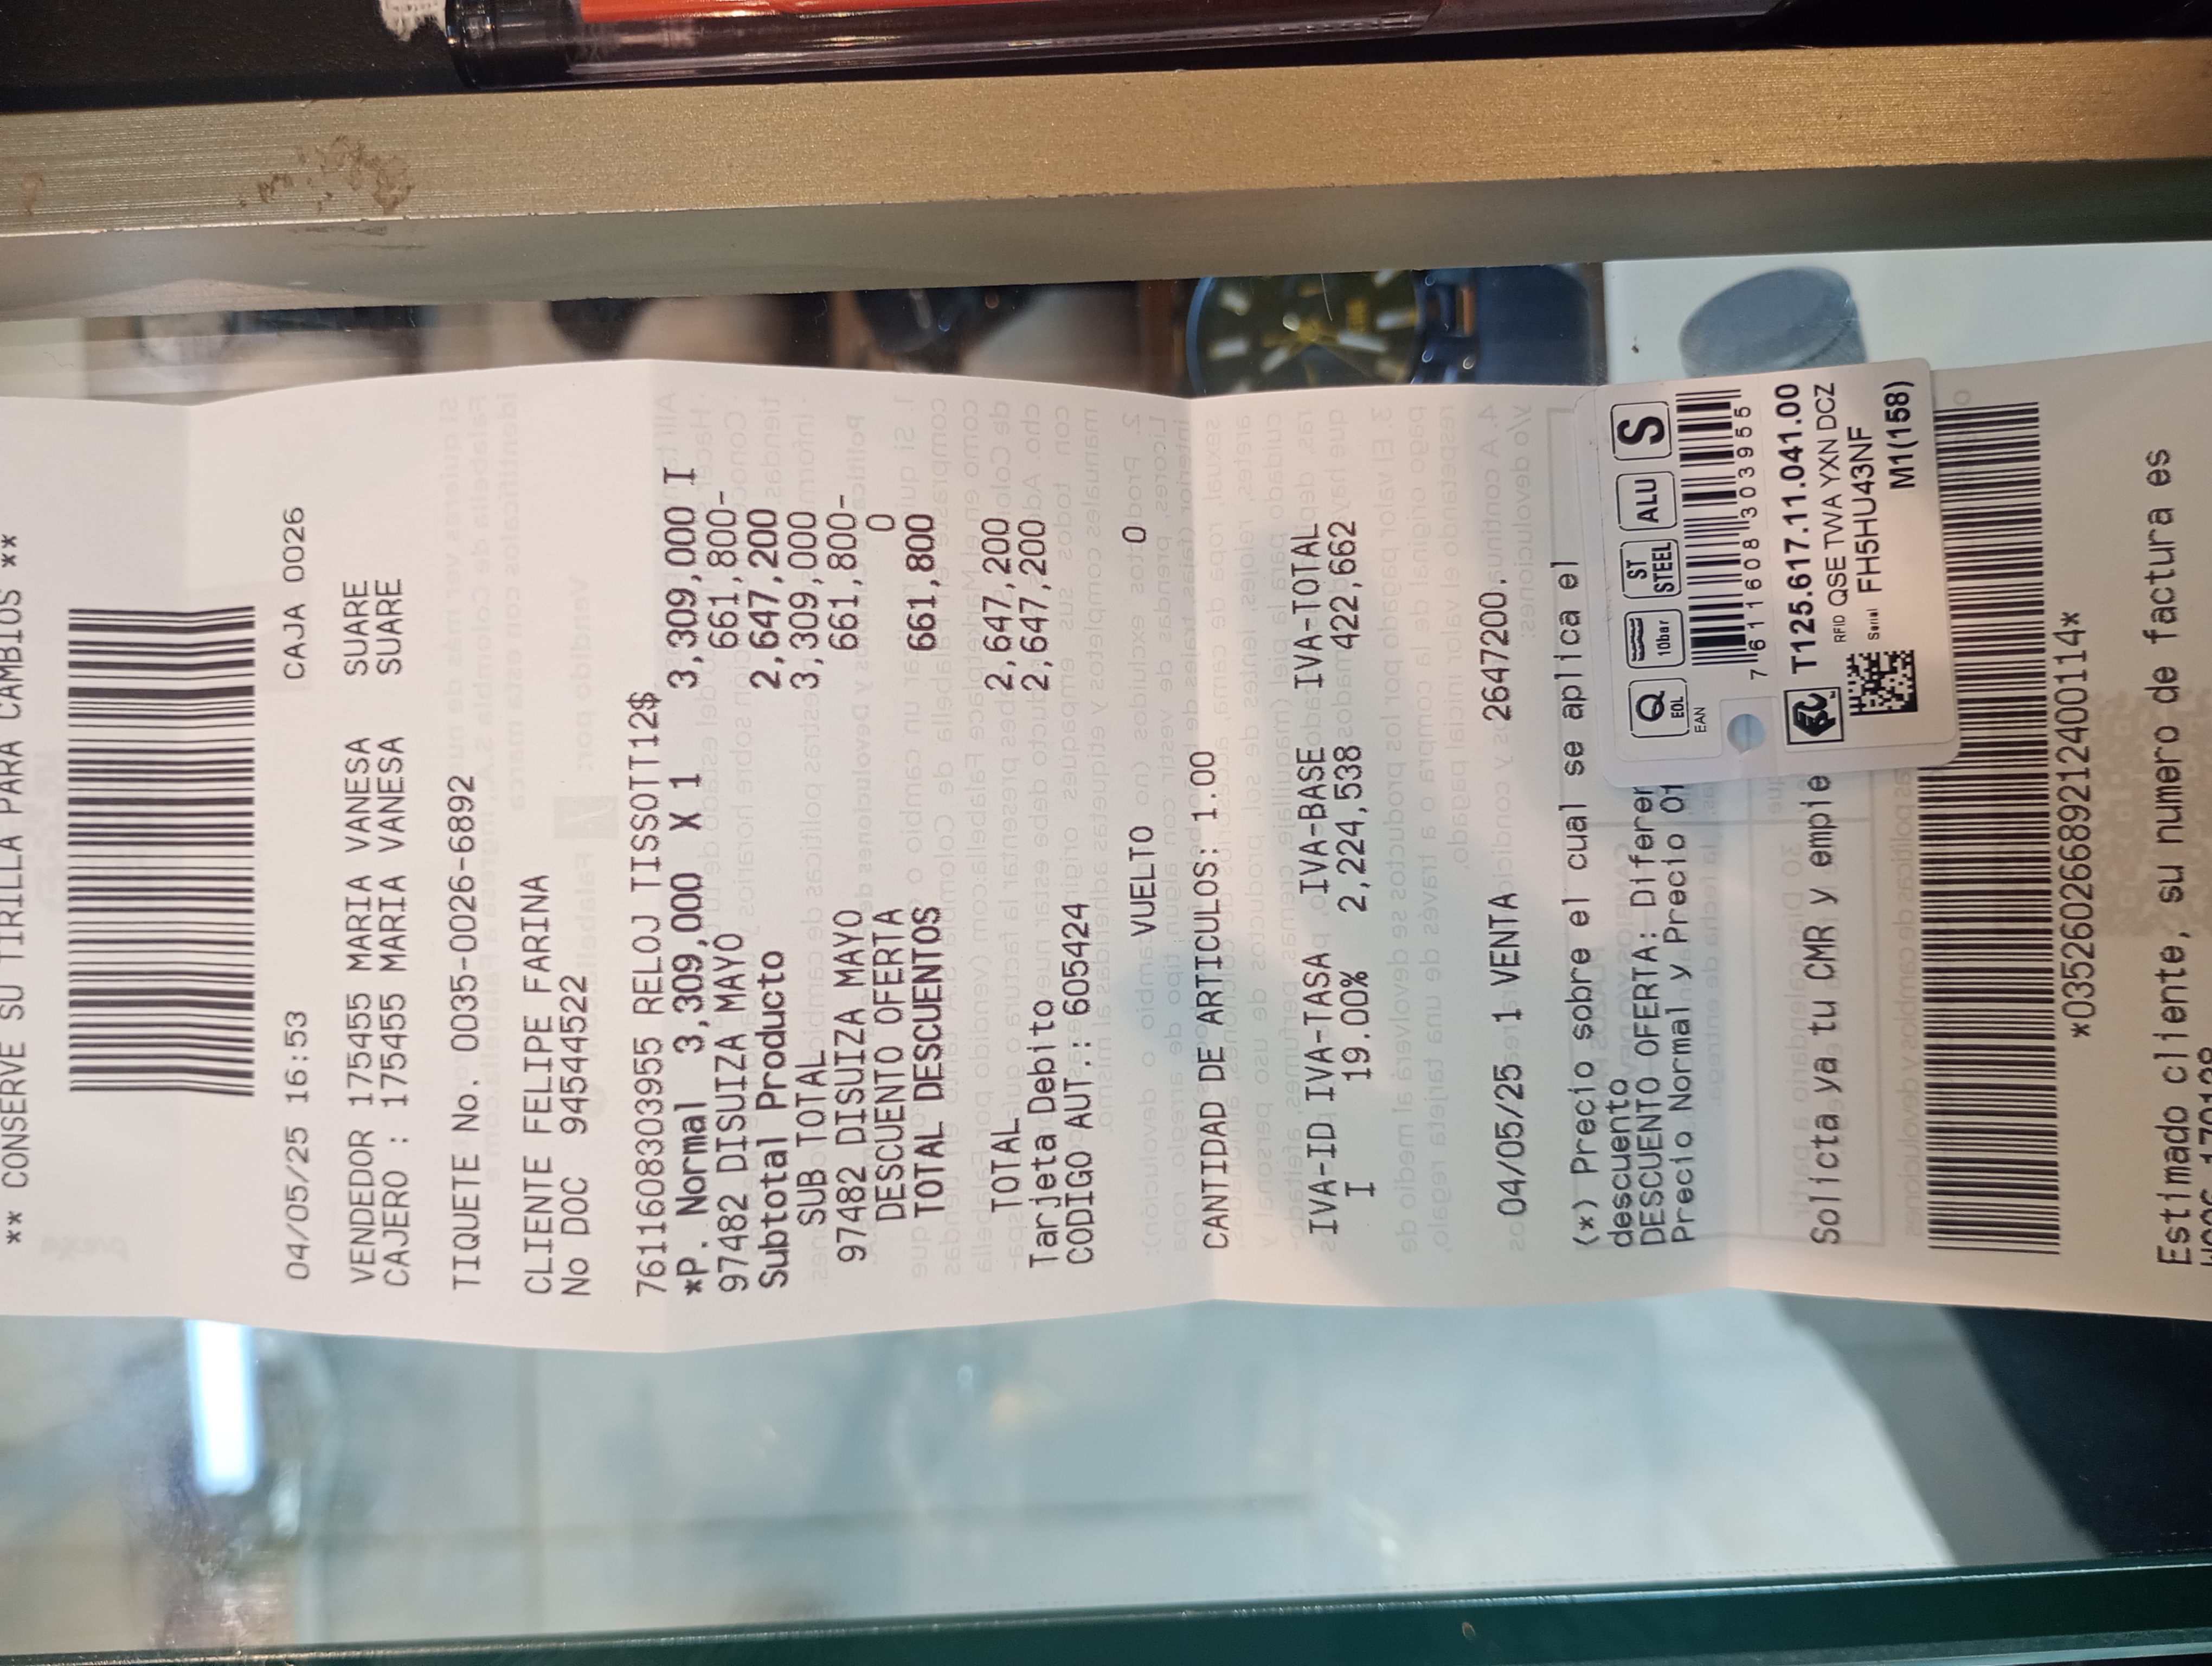 ** CONSERVE SU TIRILLA PARA CAMBIOS **
04/05/25 16:53 CAJA 0026
VENDEDOR 175455 MARIA VANESA SUARE
CAJERO : 175455 MARIA VANESA SUARE
TIQUETE No. 0035-0026-6892
CLIENTE FELIPE FARINA
No DOC 94544522
7611608303955 RELOJ TISSOTT12$
*P. Normal 3,309,000 X 1 3,309,000 I
97482 DISUIZA MAYO 661,800-
Subtotal Producto 2,647,200
SUB TOTAL 3,309,000
97482 DISUIZA MAYO 661,800-
DESCUENTO OFERTA 0
TOTAL DESCUENTOS 661,800
TOTAL 2,647,200
Tarjeta Debito 2,647,200
CODIGO AUT.: 605424
VUELTO 0
CANTIDAD DE ARTICULOS: 1.00
IVA-ID IVA-TASA IVA-BASE IVA-TOTAL
I 19.00% 2,224,538 422,662
04/05/25 1 VENTA 2647200.
(*) Precio sobre el cual se aplica el
descuento
DESCUENTO OFERTA: Diferen
Precio Normal y Precio Of
Solicta ya tu CMR y empie
Q EOL 10bar ST STEEL ALU S
EAN
7 611608 303955
T125.617.11.041.00
RFID QSE TWA YXN DCZ
Serial FH5HU43NF
M1(158)
*03526026689212400114*
Estimado cliente, su numero de factura es